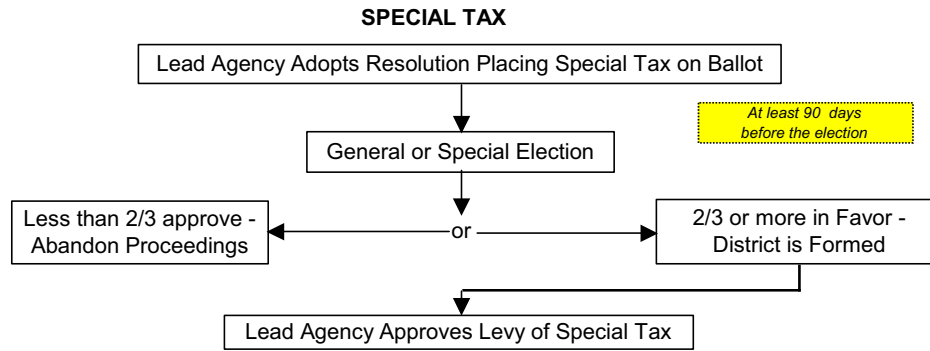 SPECIAL TAX
Lead Agency Adopts Resolution Placing Special Tax on Ballot
At least 90 days
before the election
General or Special Election
Less than 2/3 approve -
Abandon Proceedings
or
2/3 or more in Favor -
District is Formed
Lead Agency Approves Levy of Special Tax